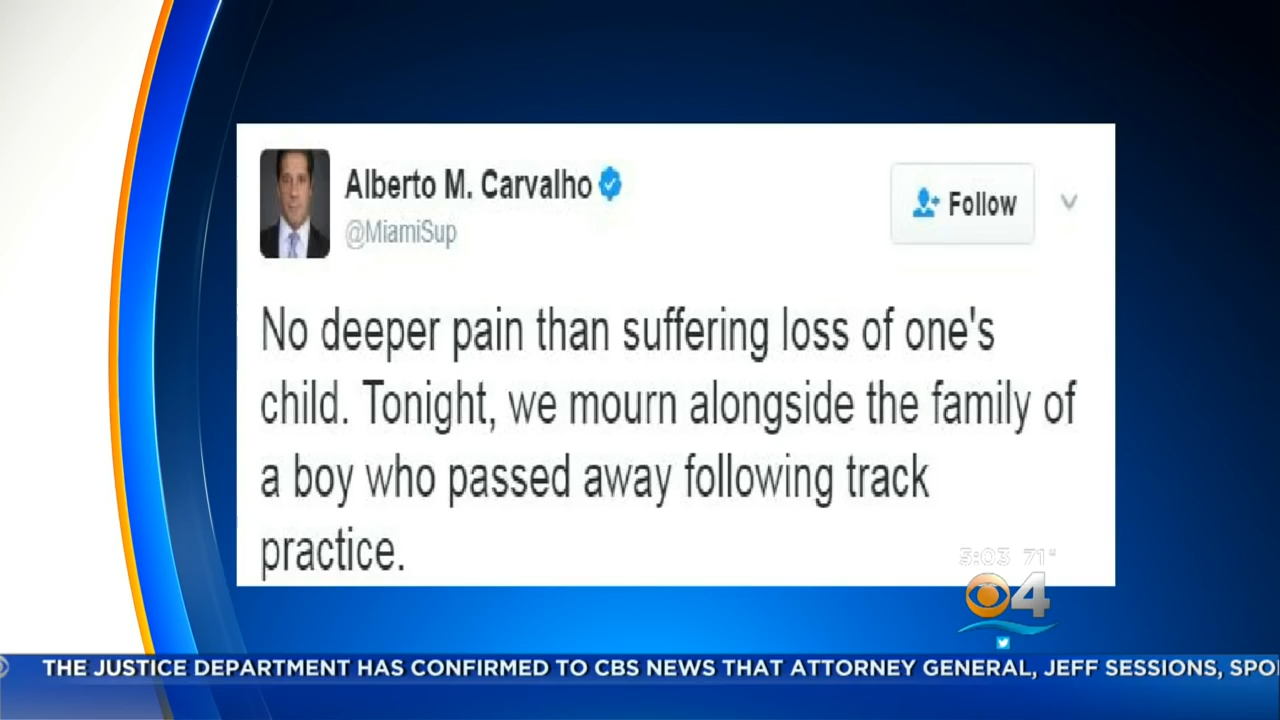 Alberto M. Carvalho
@MiamiSup
Follow
No deeper pain than suffering loss of one's
child. Tonight, we mourn alongside the family of
a boy who passed away following track
practice.
5:03 71°
4
THE JUSTICE DEPARTMENT HAS CONFIRMED TO CBS NEWS THAT ATTORNEY GENERAL, JEFF SESSIONS, SPO